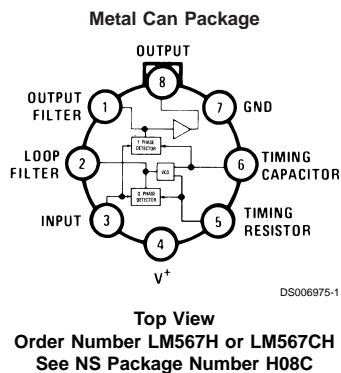 Metal Can Package
OUTPUT
8
OUTPUT
FILTER
1
7
GND
I PHASE
DETECTOR
LOOP
FILTER
2
6
TIMING
CAPACITOR
VCO
Q PHASE
DETECTOR
INPUT
3
5
TIMING
RESISTOR
4
V+
DS006975-1
Top View
Order Number LM567H or LM567CH
See NS Package Number H08C